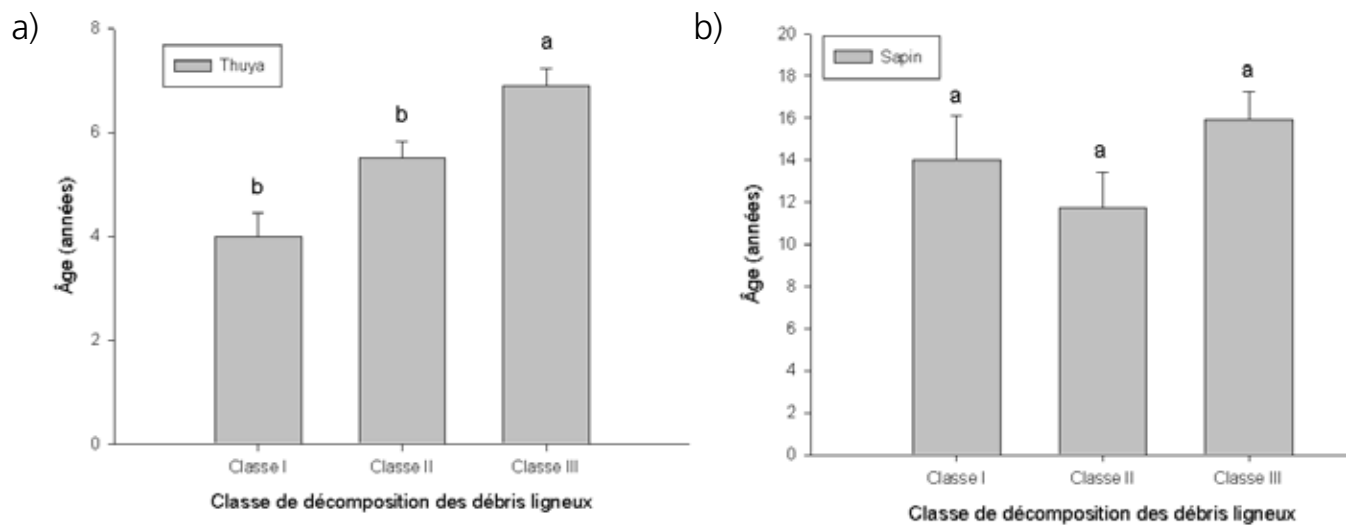 a)
8
6
4
2
0
Âge (années)
Thuya
b
b
a
Classe I
Classe II
Classe III
Classe de décomposition des débris ligneux
b)
20
18
16
14
12
10
8
6
4
2
0
Âge (années)
Sapin
a
a
a
Classe I
Classe II
Classe III
Classe de décomposition des débris ligneux